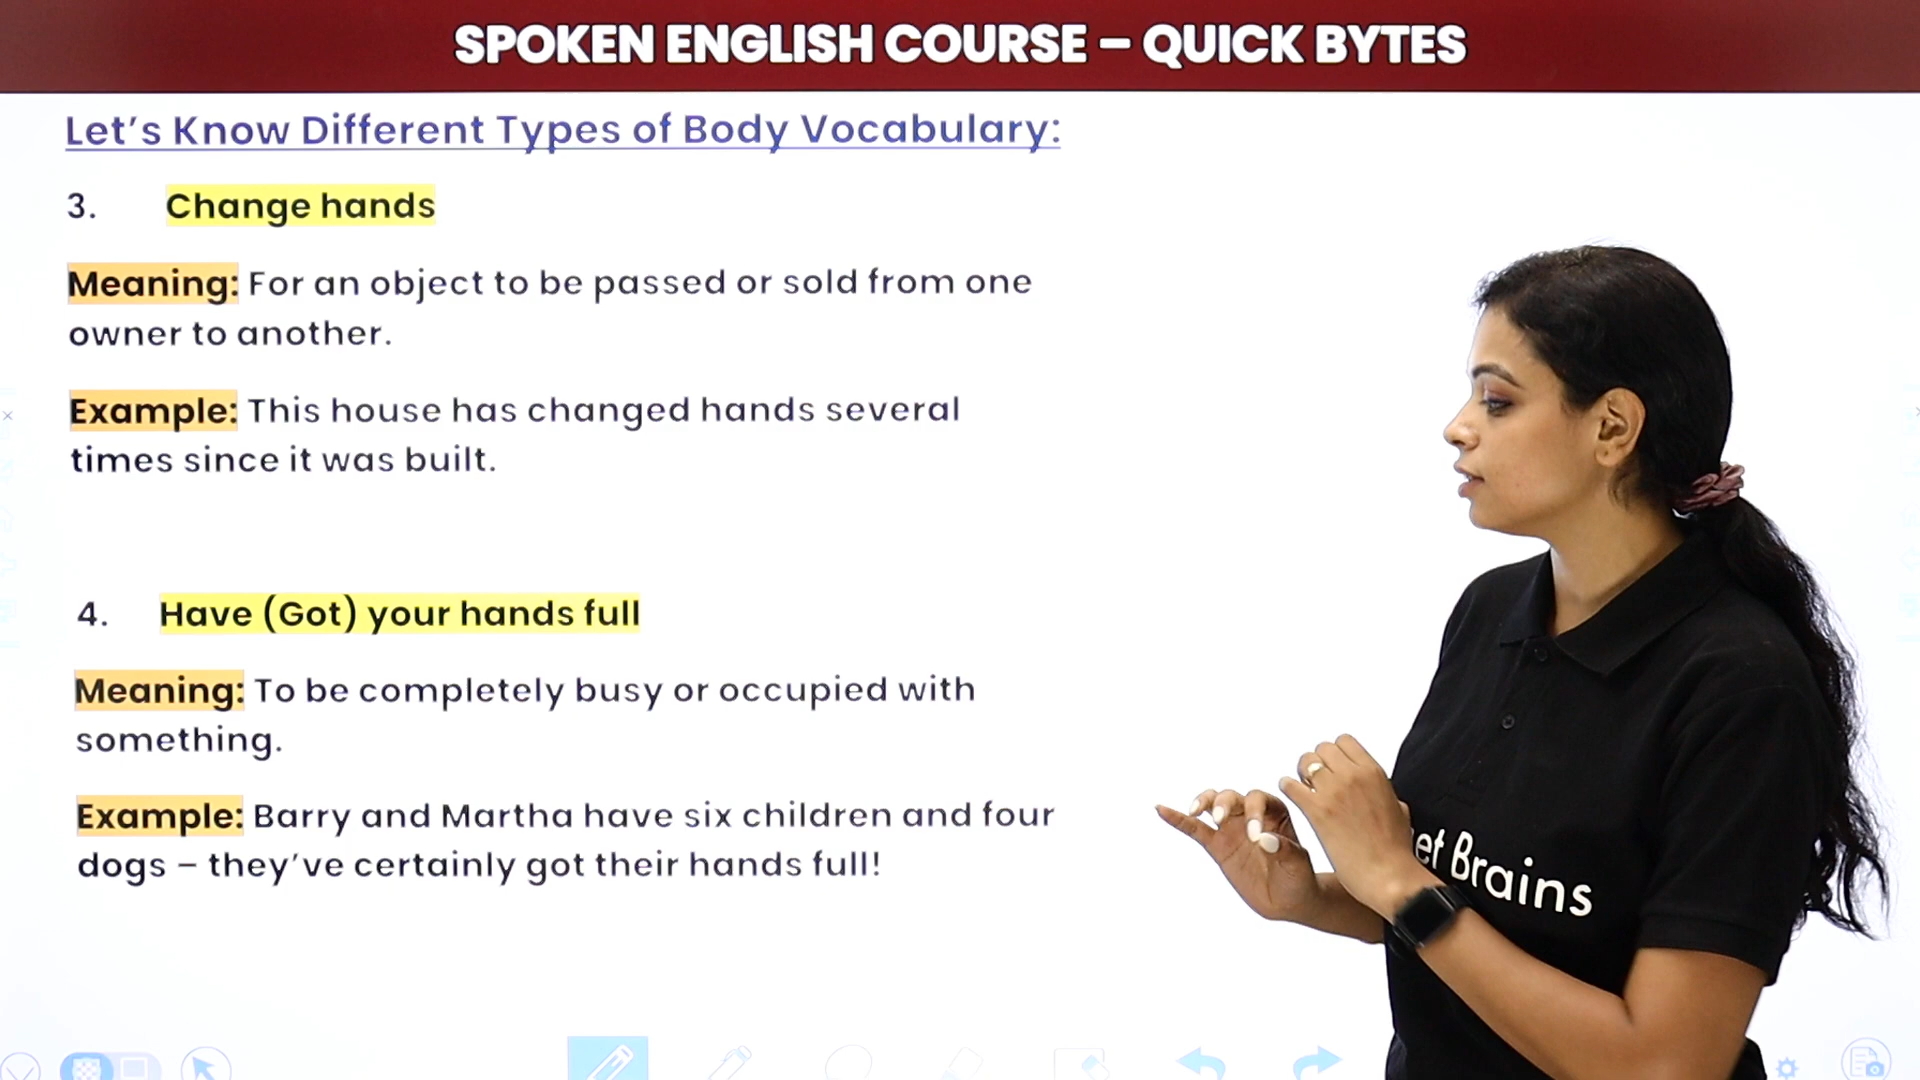 SPOKEN ENGLISH COURSE – QUICK BYTES
Let's Know Different Types of Body Vocabulary:
3. Change hands
Meaning: For an object to be passed or sold from one
owner to another.
Example: This house has changed hands several
times since it was built.
4. Have (Got) your hands full
Meaning: To be completely busy or occupied with
something.
Example: Barry and Martha have six children and four
dogs – they've certainly got their hands full!
et Brains